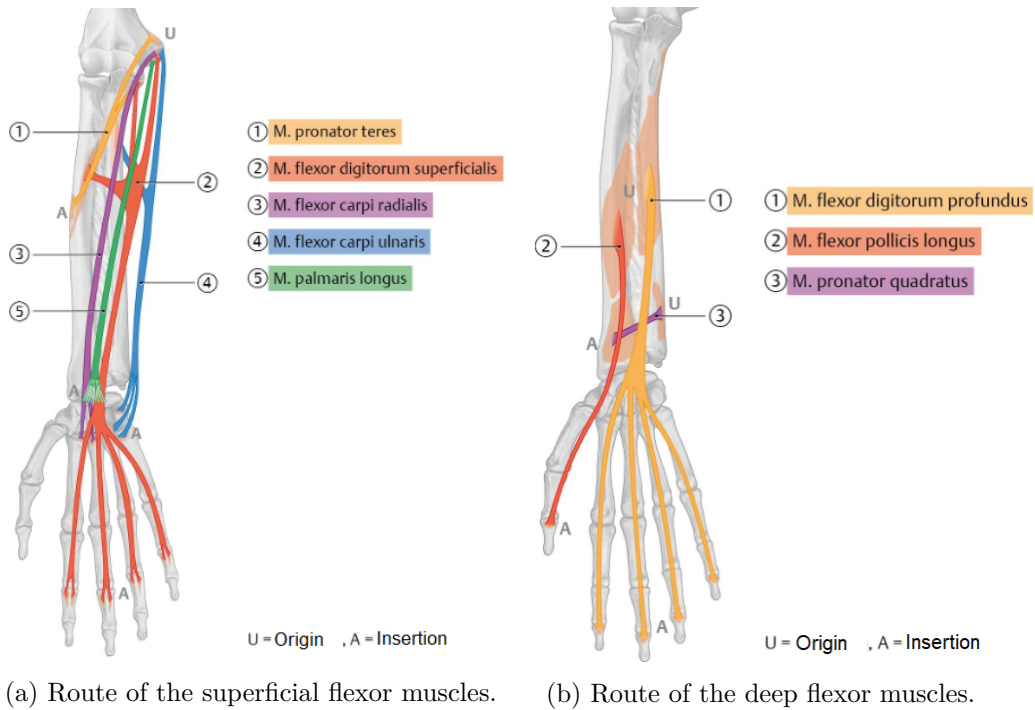 U
① M. pronator teres
② M. flexor digitorum superficialis
③ M. flexor carpi radialis
④ M. flexor carpi ulnaris
⑤ M. palmaris longus
①
②
A
③
④
⑤
A
A
A
U = Origin , A = Insertion
(a) Route of the superficial flexor muscles.
① M. flexor digitorum profundus
② M. flexor pollicis longus
③ M. pronator quadratus
U
①
②
U
③
A
A
A
U = Origin , A = Insertion
(b) Route of the deep flexor muscles.